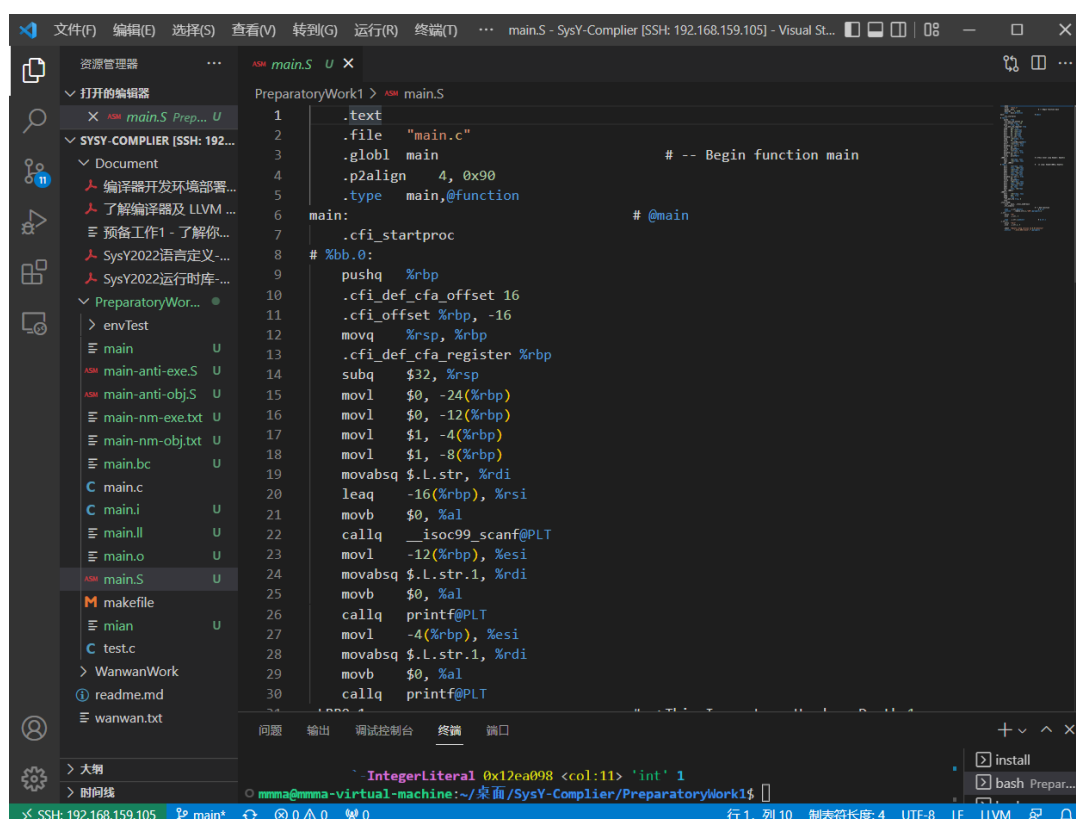 文件(F) 编辑(E) 选择(S) 查看(V) 转到(G) 运行(R) 终端(T) ··· main.S - SysY-Complier [SSH: 192.168.159.105] - Visual St...
资源管理器 ···
打开的编辑器
main.S Prep... U
SYSY-COMPLIER [SSH: 192...
Document
编译器开发环境部署...
了解编译器及 LLVM ...
预备工作1 - 了解你...
SysY2022语言定义-...
SysY2022运行时库-...
PreparatoryWor...
envTest
main U
main-anti-exe.S U
main-anti-obj.S U
main-nm-exe.txt U
main-nm-obj.txt U
main.bc U
main.c
main.i U
main.ll U
main.o U
main.S U
makefile
mian U
test.c
WanwanWork
readme.md
wanwan.txt
大纲
时间线
11
main.S U
PreparatoryWork1 > main.S
1 .text
2 .file "main.c"
3 .globl main # -- Begin function main
4 .p2align 4, 0x90
5 .type main,@function
6 main: # @main
7 .cfi_startproc
8 # %bb.0:
9 pushq %rbp
10 .cfi_def_cfa_offset 16
11 .cfi_offset %rbp, -16
12 movq %rsp, %rbp
13 .cfi_def_cfa_register %rbp
14 subq $32, %rsp
15 movl $0, -24(%rbp)
16 movl $0, -12(%rbp)
17 movl $1, -4(%rbp)
18 movl $1, -8(%rbp)
19 movabsq $.L.str, %rdi
20 leaq -16(%rbp), %rsi
21 movb $0, %al
22 callq __isoc99_scanf@PLT
23 movl -12(%rbp), %esi
24 movabsq $.L.str.1, %rdi
25 movb $0, %al
26 callq printf@PLT
27 movl -4(%rbp), %esi
28 movabsq $.L.str.1, %rdi
29 movb $0, %al
30 callq printf@PLT
问题 输出 调试控制台 终端 端口
`-IntegerLiteral 0x12ea098 <col:11> 'int' 1
mmma@mmma-virtual-machine:~/桌面/SysY-Complier/PreparatoryWork1$
install
bash Prepar...
SSH: 192.168.159.105 main* 0 0 0 行 1，列 10 制表符长度: 4 UTF-8 LF LLVM